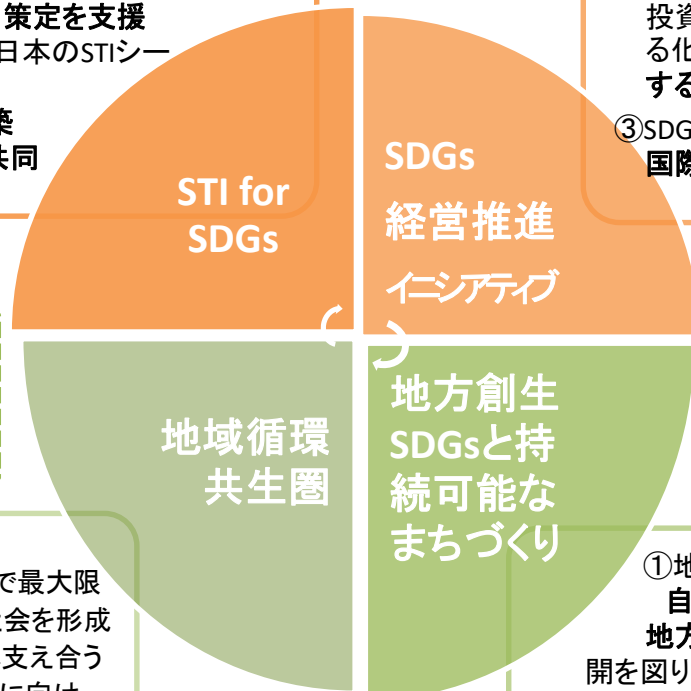 策定を支援
日本のSTIシー
築
共同
STI for
SDGs
投資
る化
する
③SDG
国際
SDGs
経営推進
イニシアティブ
地域循環
共生圏
地方創生
SDGsと持
続可能な
まちづくり
で最大限
会を形成
支え合う
に向け
①地
自
地方
開を図り